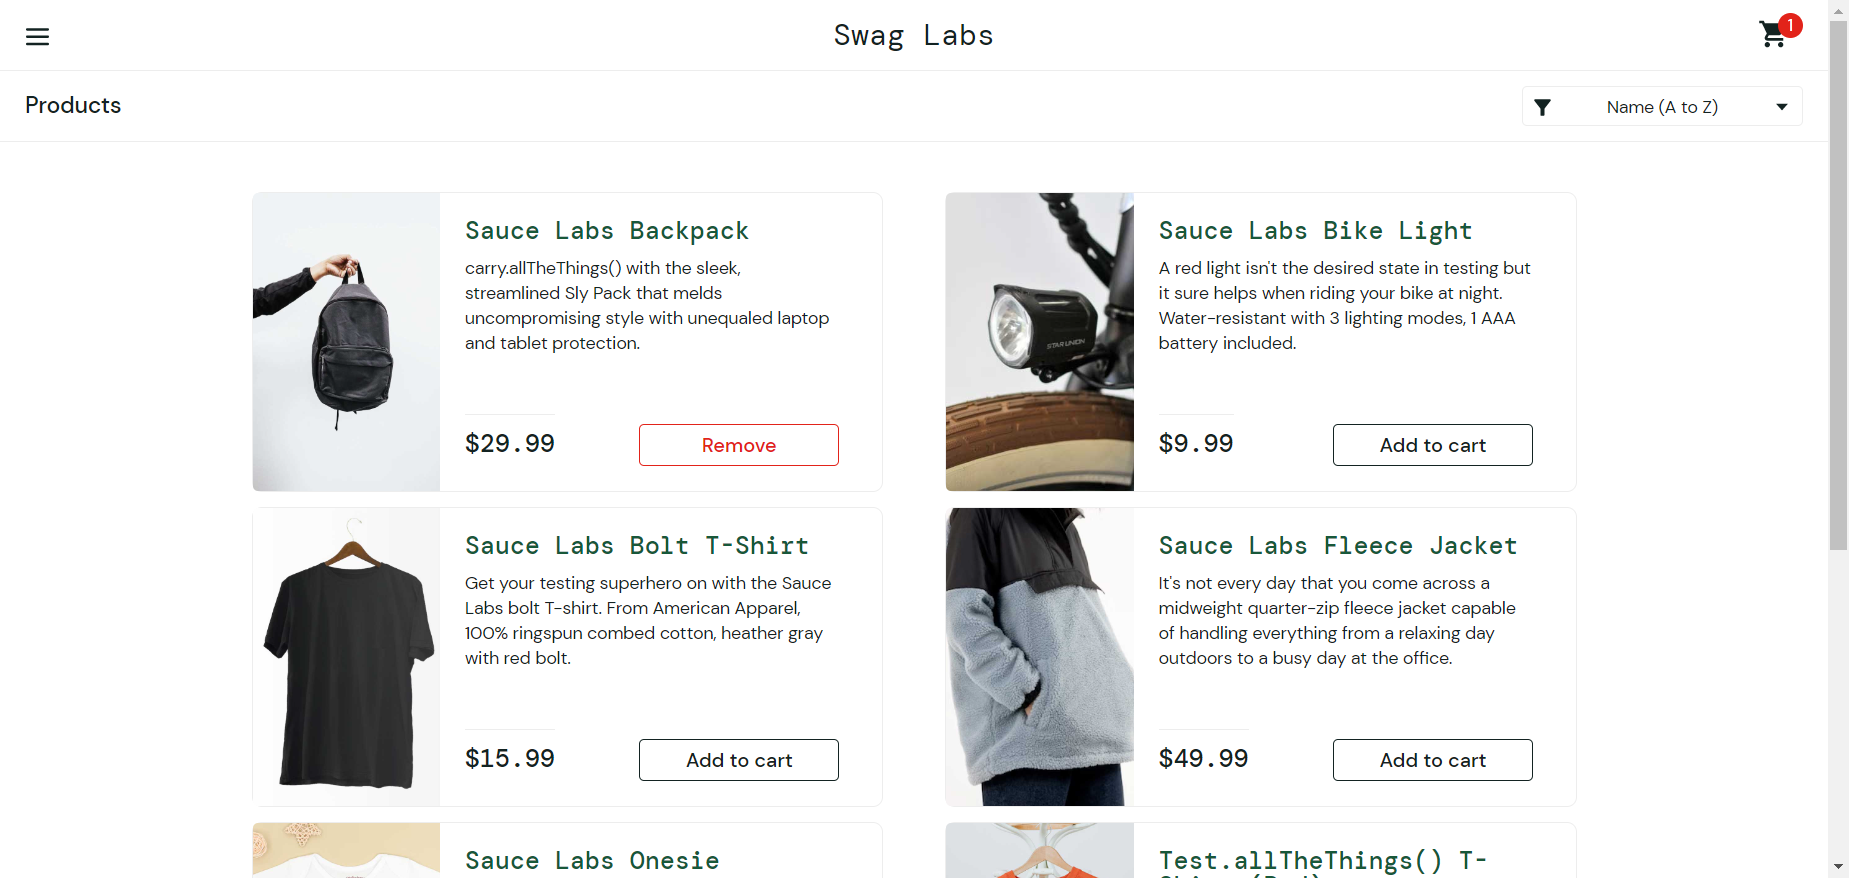 Swag Labs
1
Products
Name (A to Z)
Sauce Labs Backpack
carry.allTheThings() with the sleek,
streamlined Sly Pack that melds
uncompromising style with unequaled laptop
and tablet protection.
$29.99
Remove
Sauce Labs Bike Light
A red light isn't the desired state in testing but
it sure helps when riding your bike at night.
Water-resistant with 3 lighting modes, 1 AAA
battery included.
$9.99
Add to cart
STAR UNION
Sauce Labs Bolt T-Shirt
Get your testing superhero on with the Sauce
Labs bolt T-shirt. From American Apparel,
100% ringspun combed cotton, heather gray
with red bolt.
$15.99
Add to cart
Sauce Labs Fleece Jacket
It's not every day that you come across a
midweight quarter-zip fleece jacket capable
of handling everything from a relaxing day
outdoors to a busy day at the office.
$49.99
Add to cart
Sauce Labs Onesie
Test.allTheThings() T-